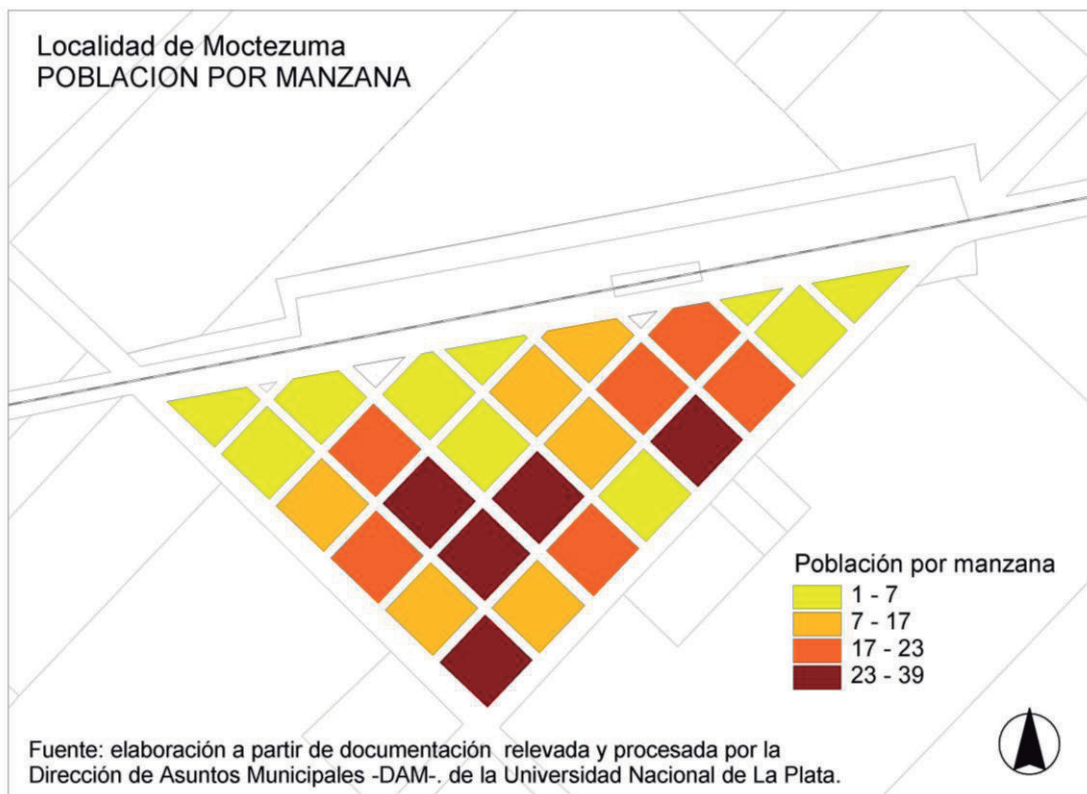 Localidad de Moctezuma
POBLACION POR MANZANA
Población por manzana
1 - 7
7 - 17
17 - 23
23 - 39
Fuente: elaboración a partir de documentación relevada y procesada por la
Dirección de Asuntos Municipales -DAM-. de la Universidad Nacional de La Plata.